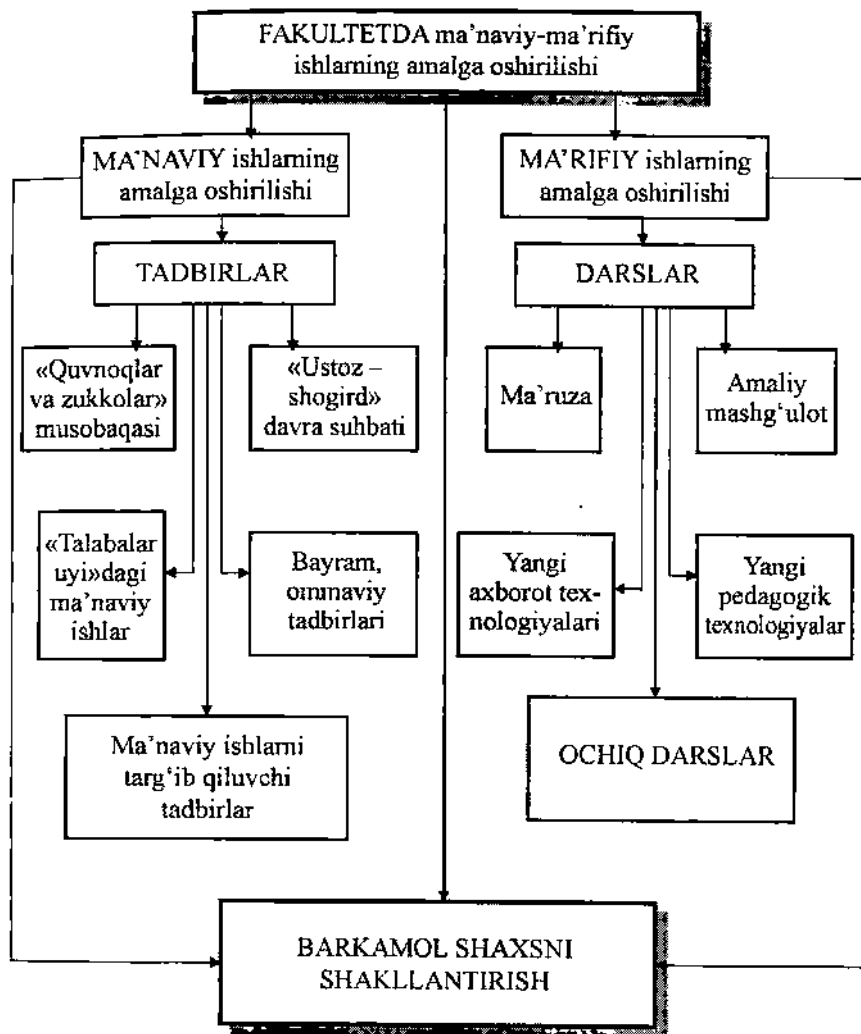 FAKULTETDA ma’naviy-ma’rifiy
ishlarning amalga oshirilishi
MA’NAVIY ishlarning
amalga oshirilishi
MA’RIFIY ishlarning
amalga oshirilishi
TADBIRLAR
DARSLAR
«Quvnoqlar
va zukkolar»
musobaqasi
«Ustoz –
shogird»
davra suhbati
Ma’ruza
Amaliy
mashg‘ulot
«Talabalar
uyi»dagi
ma’naviy
ishlar
Bayram,
ommaviy
tadbirlari
Yangi
axborot tex-
nologiyalari
Yangi
pedagogik
texnologiyalar
Ma’naviy ishlarni
targ‘ib qiluvchi
tadbirlar
OCHIQ DARSLAR
BARKAMOL SHAXSNI
SHAKLLANTIRISH